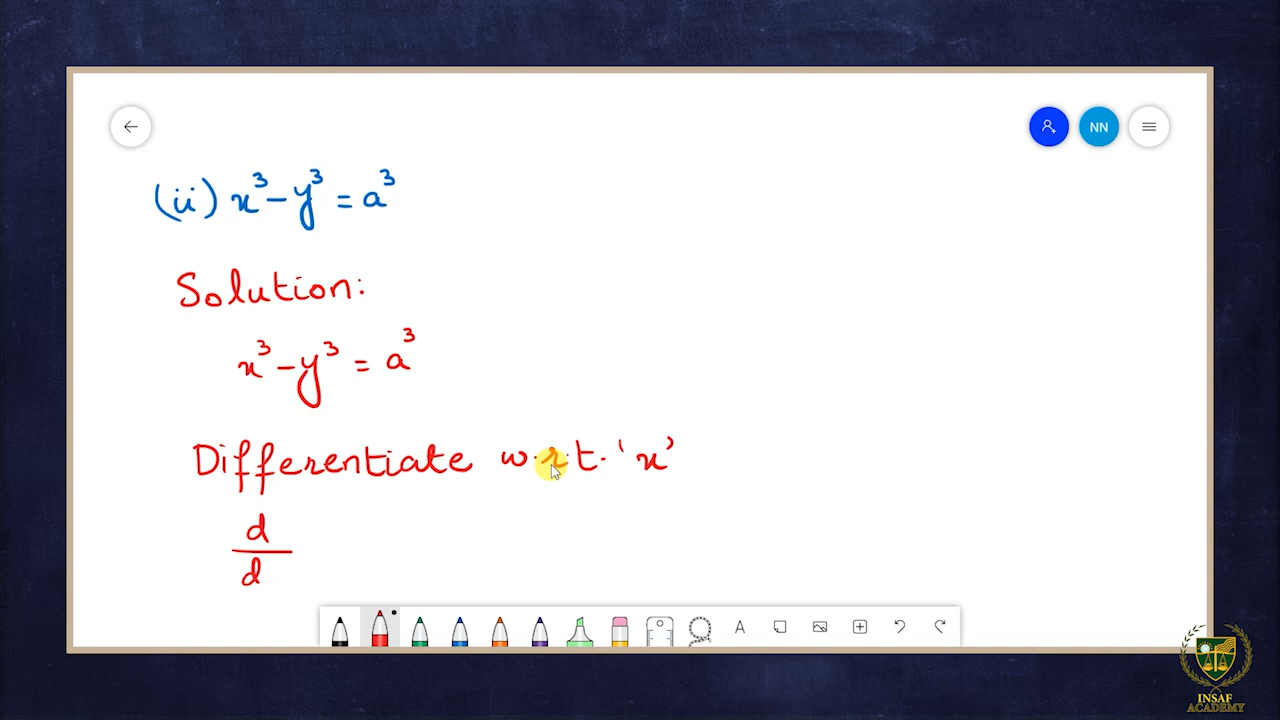 NN
(ii) x³ - y³ = a³
Solution:
x³ - y³ = a³
Differentiate w.r.t. 'x'
d
d
A
INSAF
ACADEMY